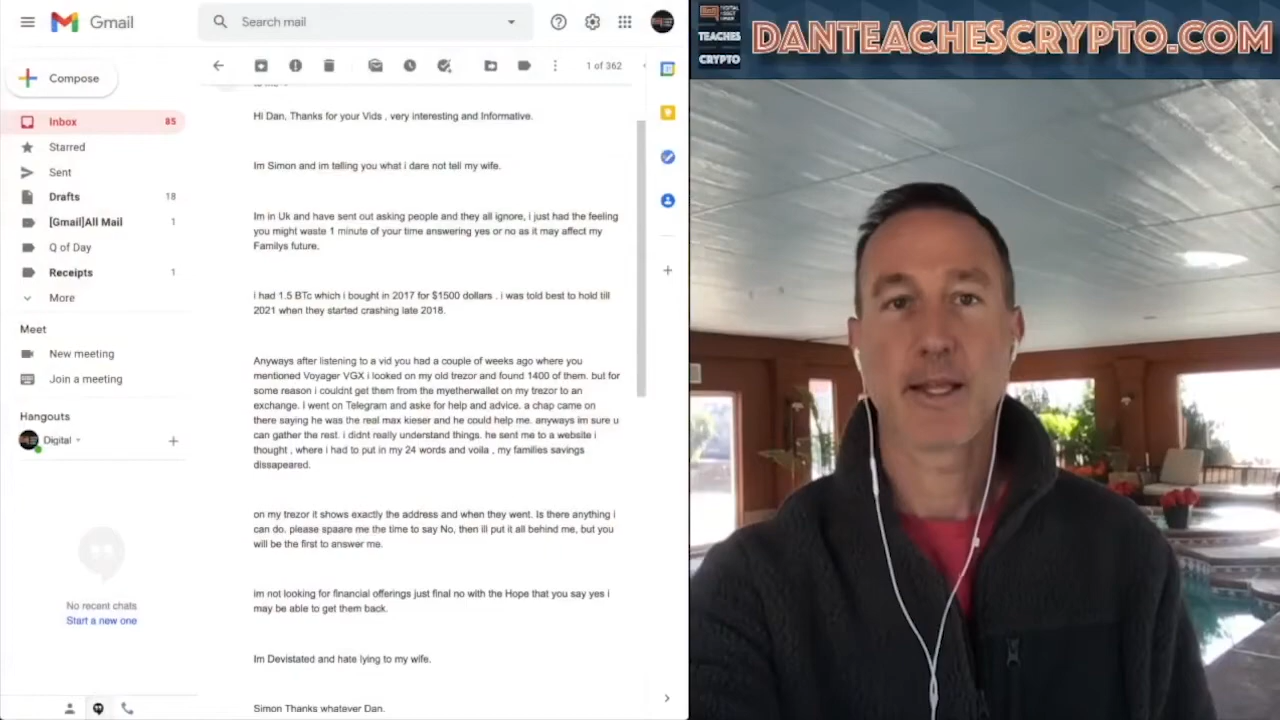 Gmail
Search mail
Compose
1 of 362
Inbox 85
Starred
Sent
Drafts 18
[Gmail]All Mail 1
Q of Day
Receipts 1
More
Meet
New meeting
Join a meeting
Hangouts
Digital
No recent chats
Start a new one
Hi Dan, Thanks for your Vids , very interesting and Informative.
Im Simon and im telling you what i dare not tell my wife.
Im in Uk and have sent out asking people and they all ignore, i just had the feeling
you might waste 1 minute of your time answering yes or no as it may affect my
Familys future.
i had 1.5 BTc which i bought in 2017 for $1500 dollars . i was told best to hold till
2021 when they started crashing late 2018.
Anyways after listening to a vid you had a couple of weeks ago where you
mentioned Voyager VGX i looked on my old trezor and found 1400 of them. but for
some reason i couldnt get them from the myetherwallet on my trezor to an
exchange. I went on Telegram and aske for help and advice. a chap came on
there saying he was the real max kieser and he could help me. anyways im sure u
can gather the rest. i didnt really understand things. he sent me to a website i
thought , where i had to put in my 24 words and voila , my families savings
dissapeared.
on my trezor it shows exactly the address and when they went. Is there anything i
can do. please spaare me the time to say No, then ill put it all behind me, but you
will be the first to answer me.
im not looking for financial offerings just final no with the Hope that you say yes i
may be able to get them back.
Im Devistated and hate lying to my wife.
Simon Thanks whatever Dan.
TEACHES
CRYPTO
DANTEACHESCRYPTO.COM